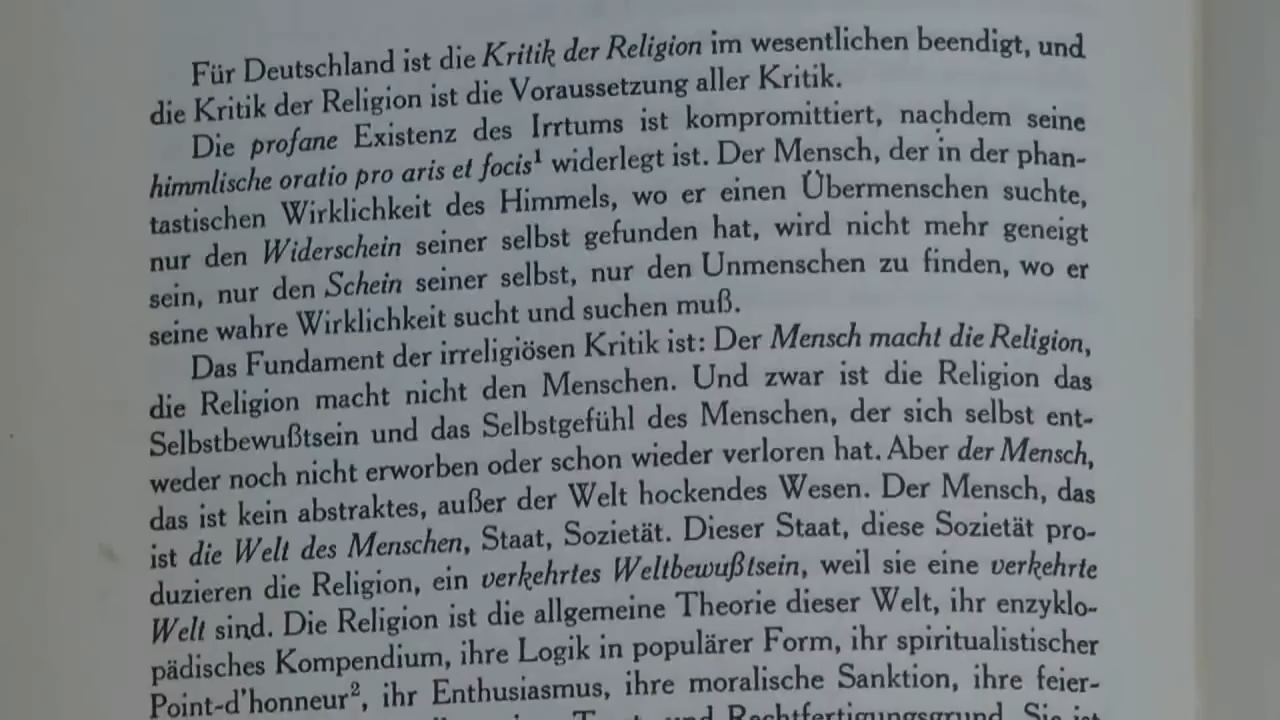 Für Deutschland ist die Kritik der Religion im wesentlichen beendigt, und
die Kritik der Religion ist die Voraussetzung aller Kritik.
Die profane Existenz des Irrtums ist kompromittiert, nachdem seine
himmlische oratio pro aris et focis¹ widerlegt ist. Der Mensch, der in der phan-
tastischen Wirklichkeit des Himmels, wo er einen Übermenschen suchte,
nur den Widerschein seiner selbst gefunden hat, wird nicht mehr geneigt
sein, nur den Schein seiner selbst, nur den Unmenschen zu finden, wo er
seine wahre Wirklichkeit sucht und suchen muß.
Das Fundament der irreligiösen Kritik ist: Der Mensch macht die Religion,
die Religion macht nicht den Menschen. Und zwar ist die Religion das
Selbstbewußtsein und das Selbstgefühl des Menschen, der sich selbst ent-
weder noch nicht erworben oder schon wieder verloren hat. Aber der Mensch,
das ist kein abstraktes, außer der Welt hockendes Wesen. Der Mensch, das
ist die Welt des Menschen, Staat, Sozietät. Dieser Staat, diese Sozietät pro-
duzieren die Religion, ein verkehrtes Weltbewußtsein, weil sie eine verkehrte
Welt sind. Die Religion ist die allgemeine Theorie dieser Welt, ihr enzyklo-
pädisches Kompendium, ihre Logik in populärer Form, ihr spiritualistischer
Point-d'honneur², ihr Enthusiasmus, ihre moralische Sanktion, ihre feier-
und Rechtfertigungsgrund. Sie ist